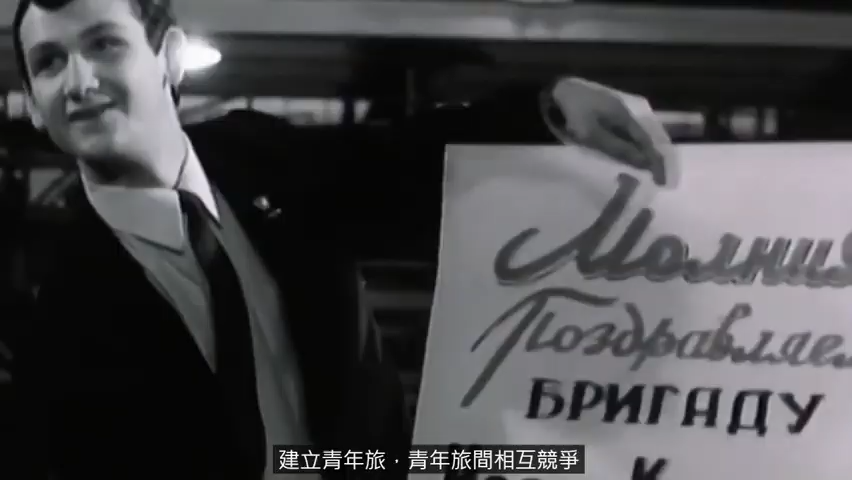 Молния
Поздравляем
БРИГАДУ
建立青年旅，青年旅間相互競爭